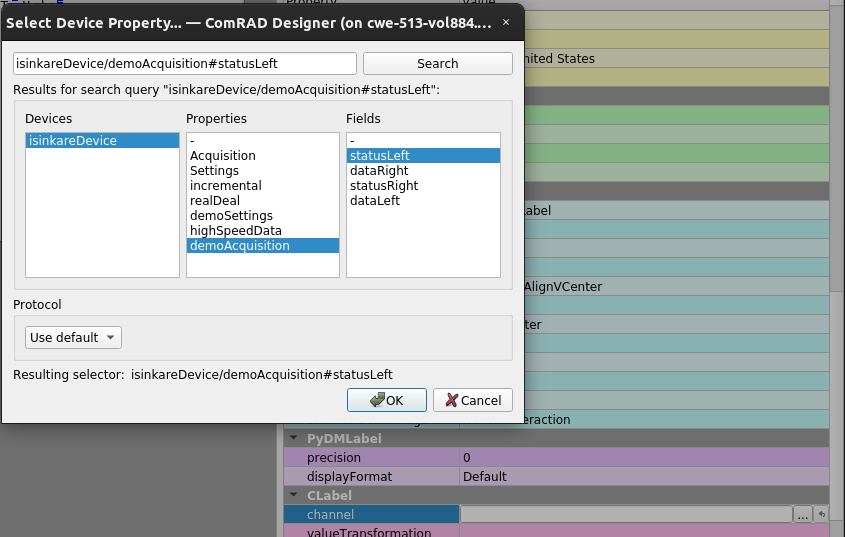 Property Value
Select Device Property... — ComRAD Designer (on cwe-513-vol884.... ×
isinkareDevice/demoAcquisition#statusLeft Search
Results for search query "isinkareDevice/demoAcquisition#statusLeft":
Devices Properties Fields
isinkareDevice - -
Acquisition statusLeft
Settings dataRight
incremental statusRight
realDeal dataLeft
demoSettings
highSpeedData
demoAcquisition
Protocol
Use default
Resulting selector: isinkareDevice/demoAcquisition#statusLeft
OK Cancel
nited States
abel
AlignVCenter
ter
eraction
PyDMLabel
precision 0
displayFormat Default
CLabel
channel ...
valueTransformation